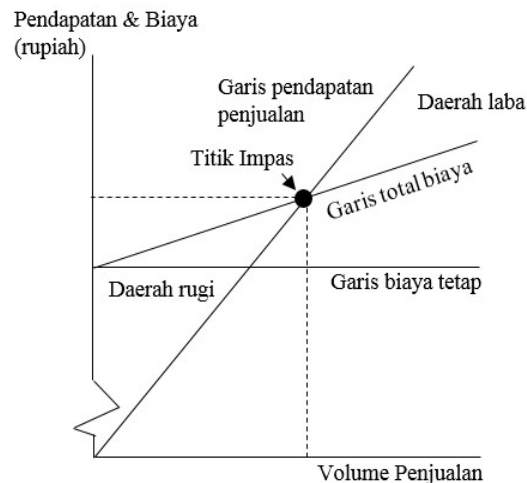 Pendapatan & Biaya
(rupiah)
Garis pendapatan
penjualan
Daerah laba
Titik Impas
Garis total biaya
Daerah rugi
Garis biaya tetap
Volume Penjualan